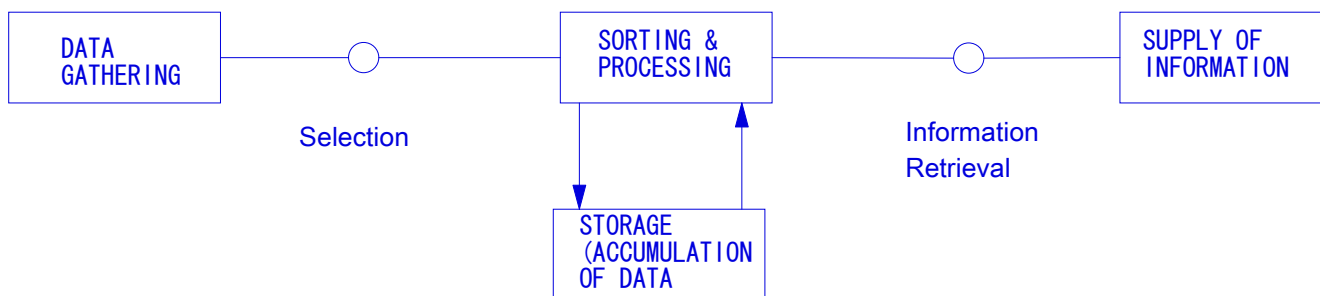 DATA
GATHERING
Selection
SORTING &
PROCESSING
STORAGE
(ACCUMULATION
OF DATA
Information
Retrieval
SUPPLY OF
INFORMATION